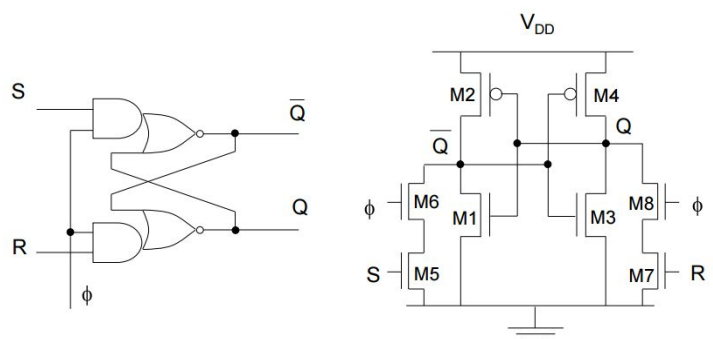 S
Q̅
Q
R
ϕ
V_DD
M2
M4
Q̅
Q
ϕ M6 M1 M3 M8 ϕ
S M5 M7 R